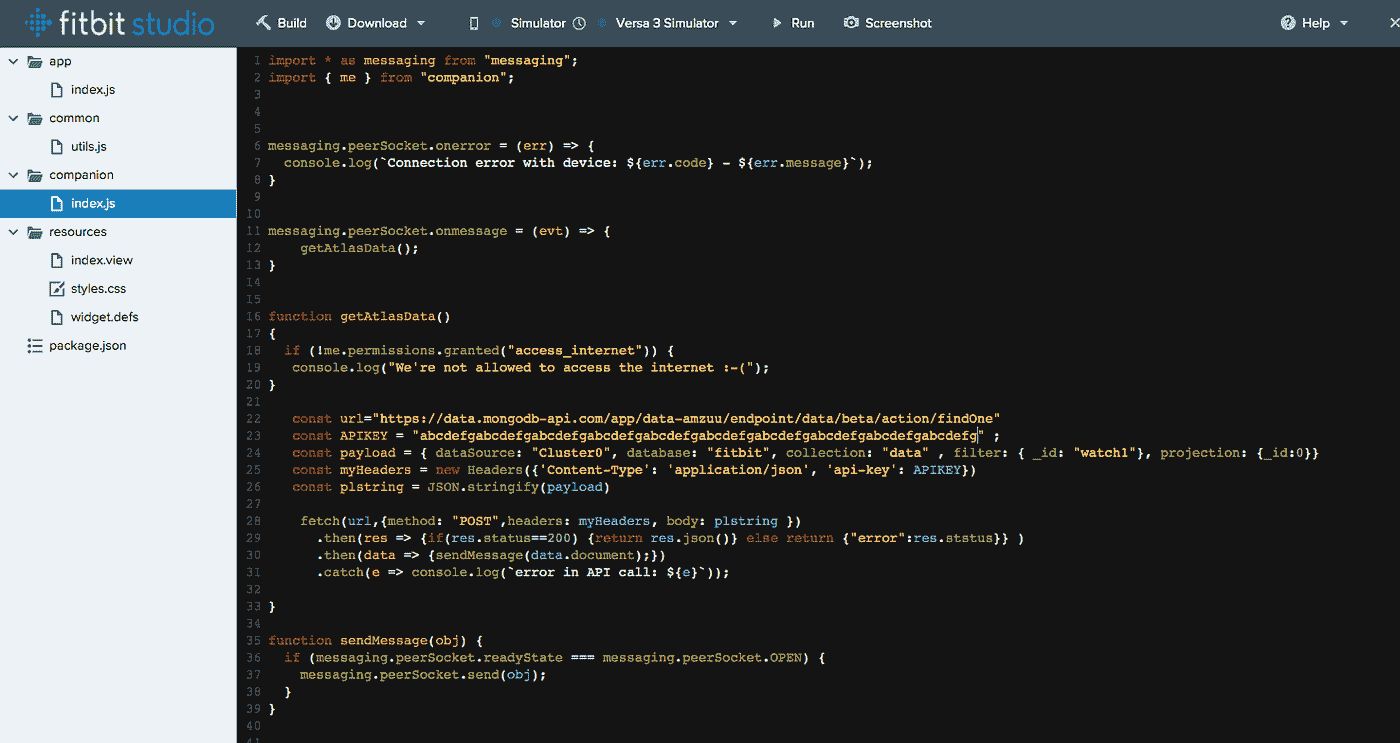 fitbit studio Build Download Simulator Versa 3 Simulator Run Screenshot Help
app
index.js
common
utils.js
companion
index.js
resources
index.view
styles.css
widget.defs
package.json
1 import * as messaging from "messaging";
2 import { me } from "companion";
3
4
5
6 messaging.peerSocket.onerror = (err) => {
7   console.log(`Connection error with device: ${err.code} - ${err.message}`);
8 }
9
10
11 messaging.peerSocket.onmessage = (evt) => {
12     getAtlasData();
13 }
14
15
16 function getAtlasData()
17 {
18   if (!me.permissions.granted("access_internet")) {
19    console.log("We're not allowed to access the internet :-(");
20 }
21
22    const url="https://data.mongodb-api.com/app/data-amzuu/endpoint/data/beta/action/findOne"
23    const APIKEY = "abcdefgabcdefgabcdefgabcdefgabcdefgabcdefgabcdefgabcdefgabcdefgabcdefg" ;
24    const payload = { dataSource: "Cluster0", database: "fitbit", collection: "data" , filter: { _id: "watch1"}, projection: {_id:0}}
25    const myHeaders = new Headers({'Content-Type': 'application/json', 'api-key': APIKEY})
26    const plstring = JSON.stringify(payload)
27
28     fetch(url,{method: "POST",headers: myHeaders, body: plstring })
29       .then(res => {if(res.status==200) {return res.json()} else return {"error":res.ststus}} )
30       .then(data => {sendMessage(data.document);})
31       .catch(e => console.log(`error in API call: ${e}`));
32
33 }
34
35 function sendMessage(obj) {
36   if (messaging.peerSocket.readyState === messaging.peerSocket.OPEN) {
37     messaging.peerSocket.send(obj);
38   }
39 }
40
41